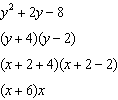 y² + 2y − 8
(y + 4)(y − 2)
(x + 2 + 4)(x + 2 − 2)
(x + 6)x